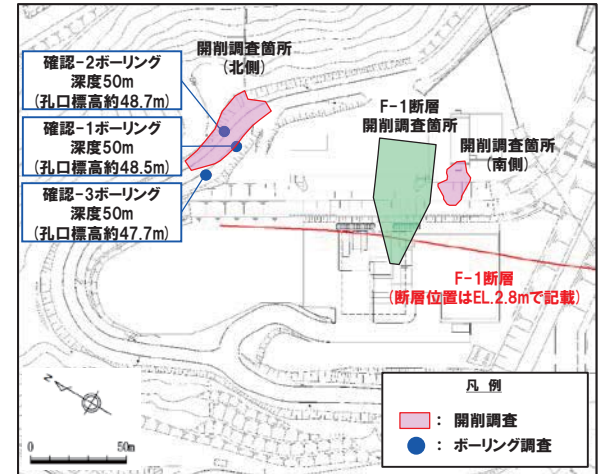 確認-2ボーリング
深度50m
(孔口標高約48.7m)
確認-1ボーリング
深度50m
(孔口標高約48.5m)
確認-3ボーリング
深度50m
(孔口標高約47.7m)
開削調査箇所
(北側)
F-1断層
開削調査箇所
開削調査箇所
(南側)
F-1断層
(断層位置はEL.2.8mで記載)
N
0 50m
凡 例
: 開削調査
: ボーリング調査